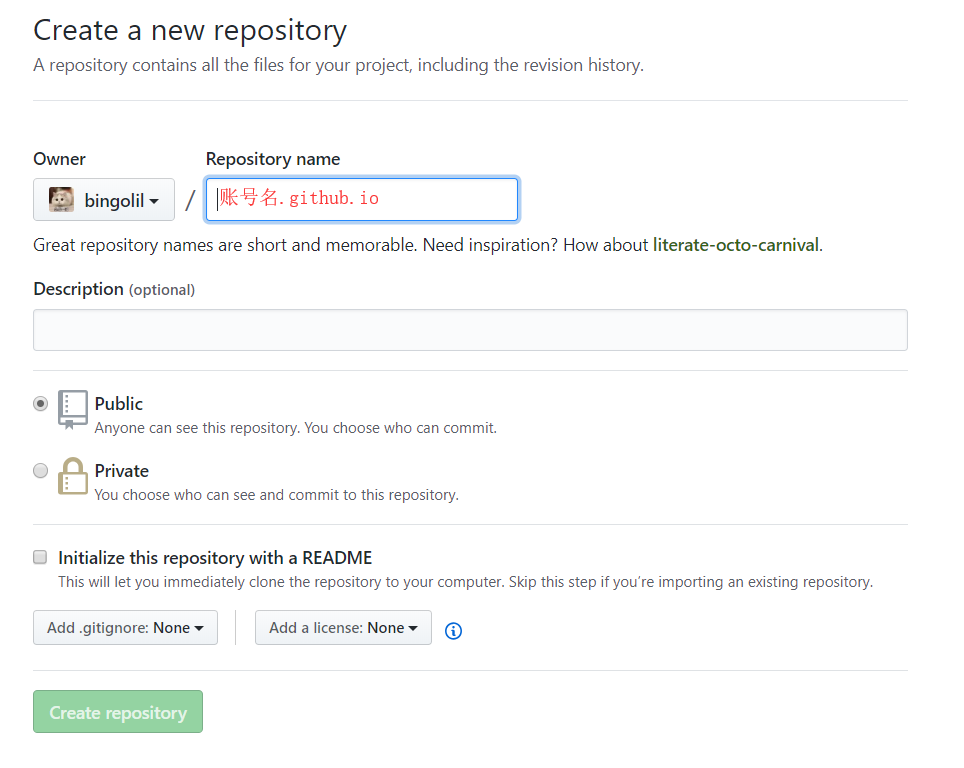 Create a new repository
A repository contains all the files for your project, including the revision history.
Owner
Repository name
bingolil / 账号名.github.io
Great repository names are short and memorable. Need inspiration? How about literate-octo-carnival.
Description (optional)
Public
Anyone can see this repository. You choose who can commit.
Private
You choose who can see and commit to this repository.
Initialize this repository with a README
This will let you immediately clone the repository to your computer. Skip this step if you’re importing an existing repository.
Add .gitignore: None
Add a license: None
Create repository